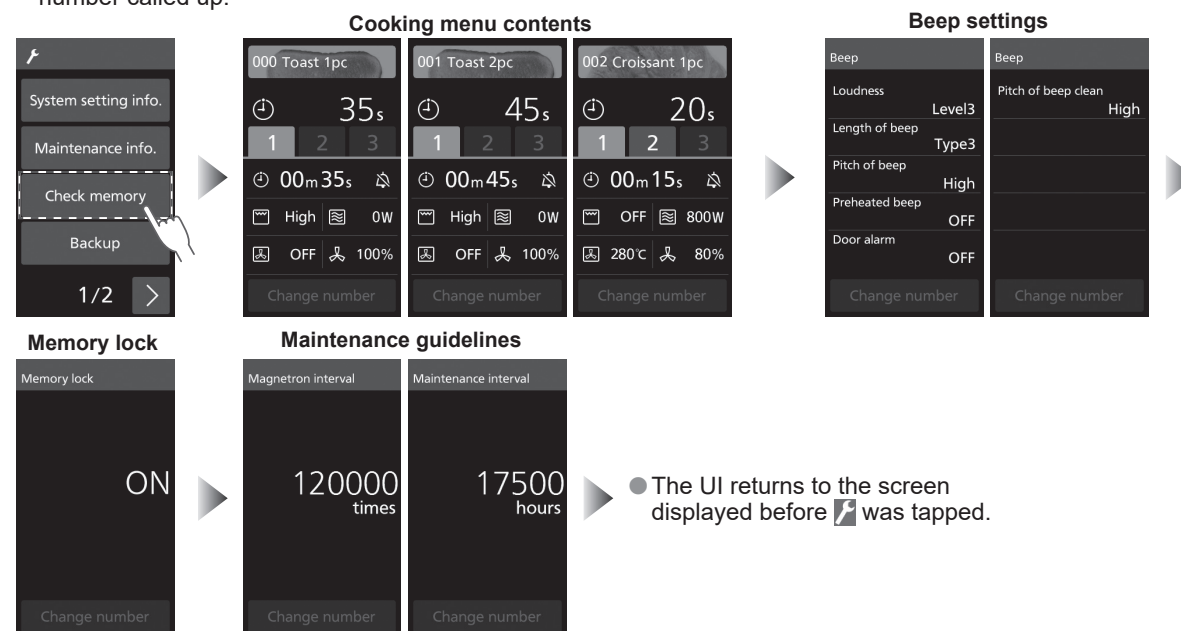 number called up.
Cooking menu contents
Beep settings
System setting info.
Maintenance info.
Check memory
Backup
1/2 >
000 Toast 1pc
35s
1 2 3
00m35s
High 0W
OFF 100%
Change number
001 Toast 2pc
45s
1 2 3
00m45s
High 0W
OFF 100%
Change number
002 Croissant 1pc
20s
1 2 3
00m15s
OFF 800W
280℃ 80%
Change number
Beep
Loudness
Level3
Length of beep
Type3
Pitch of beep
High
Preheated beep
OFF
Door alarm
OFF
Change number
Beep
Pitch of beep clean
High
Change number
Memory lock
Maintenance guidelines
Memory lock
ON
Change number
Magnetron interval
120000
times
Change number
Maintenance interval
17500
hours
Change number
● The UI returns to the screen
displayed before was tapped.